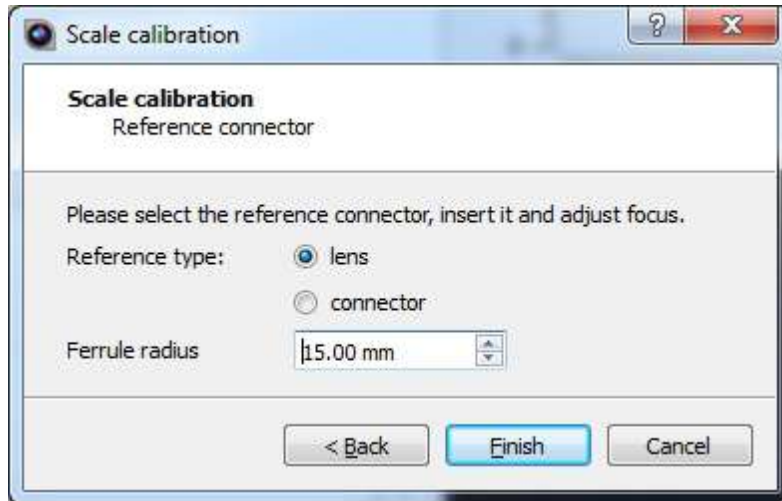 Scale calibration
Scale calibration
Reference connector
Please select the reference connector, insert it and adjust focus.
Reference type:
lens
connector
Ferrule radius
15.00 mm
< Back
Finish
Cancel